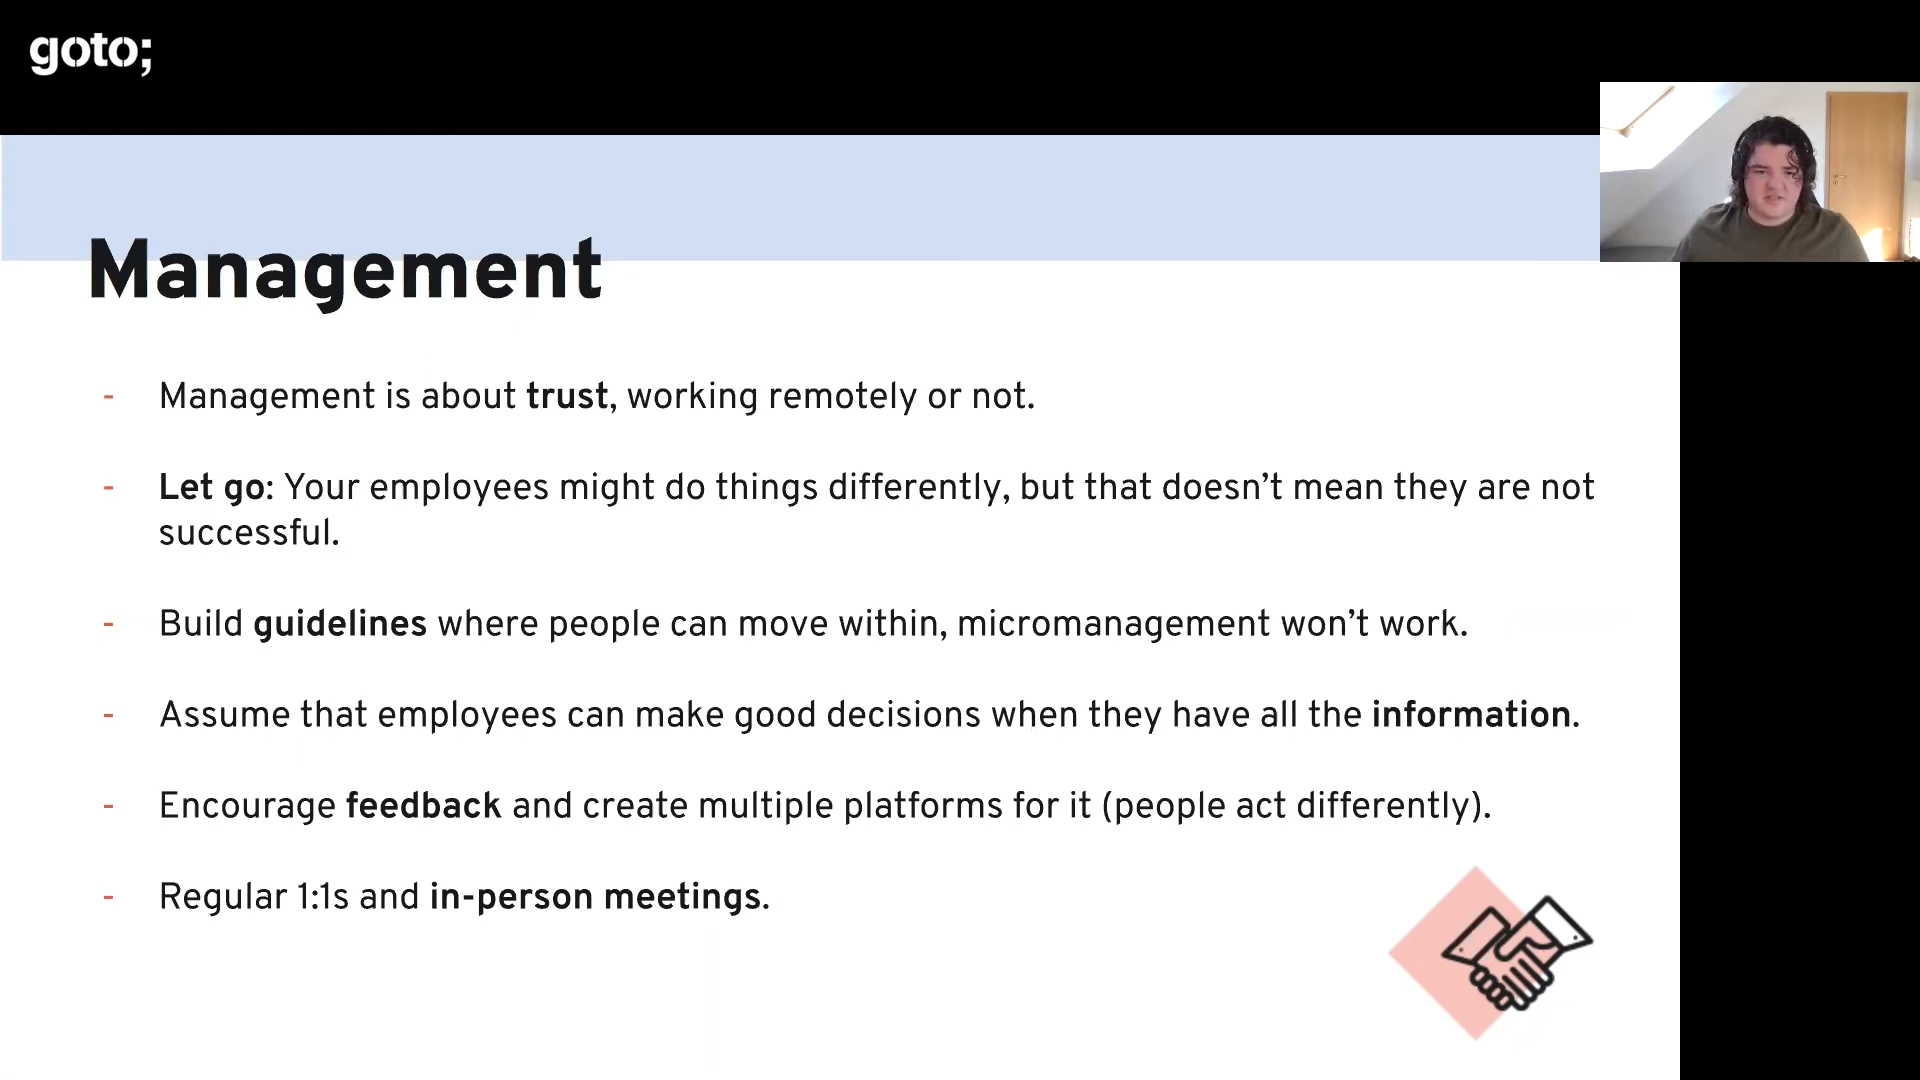 goto;
Management
- Management is about trust, working remotely or not.
- Let go: Your employees might do things differently, but that doesn’t mean they are not
successful.
- Build guidelines where people can move within, micromanagement won’t work.
- Assume that employees can make good decisions when they have all the information.
- Encourage feedback and create multiple platforms for it (people act differently).
- Regular 1:1s and in-person meetings.